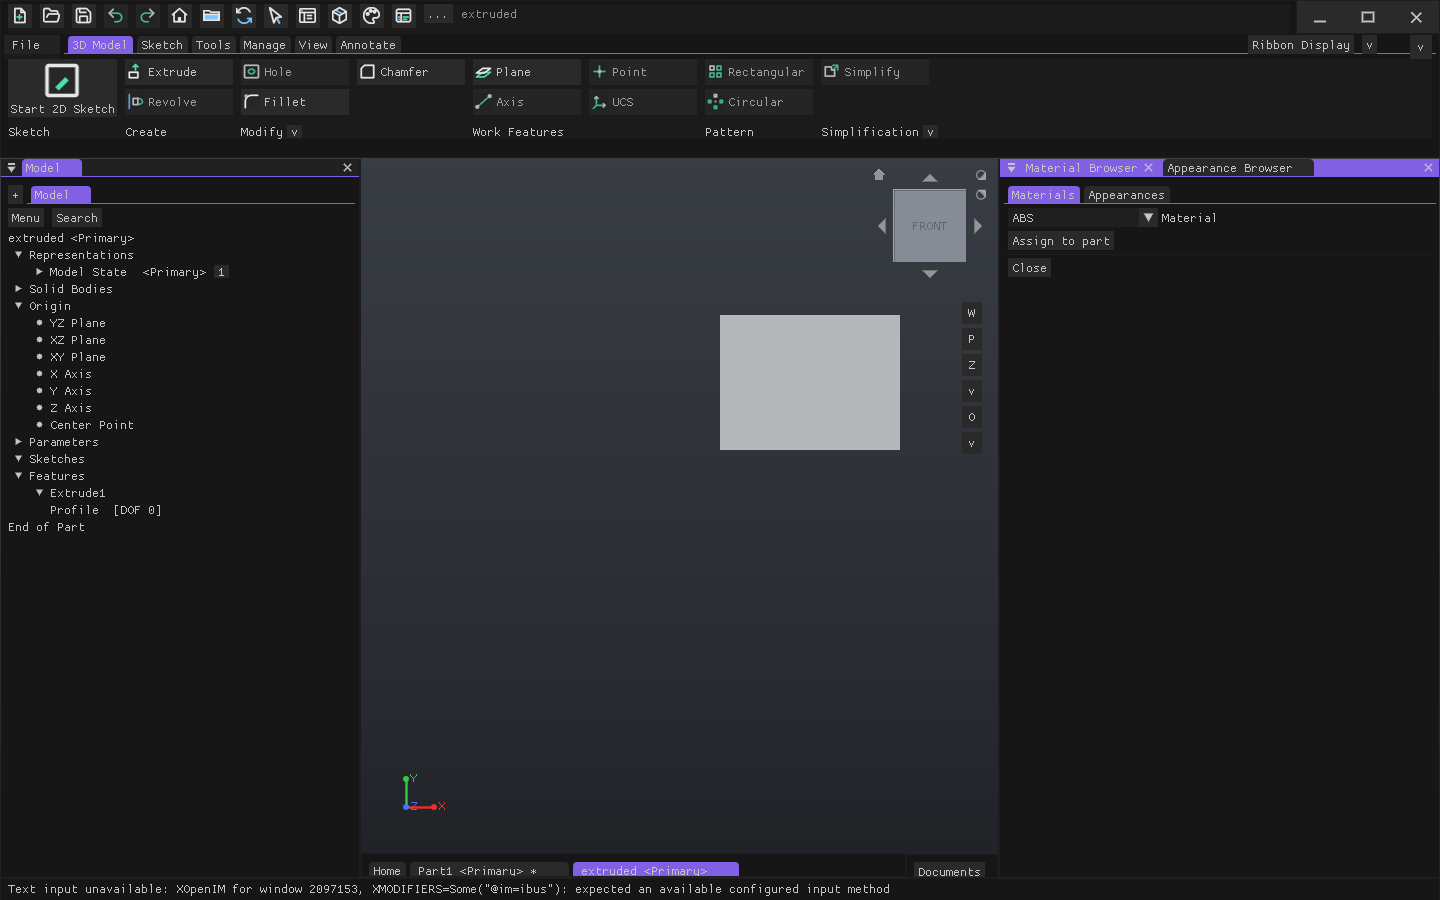 ... extruded
File 3D Model Sketch Tools Manage View Annotate Ribbon Display v v
Start 2D Sketch
Extrude
Revolve
Hole
Fillet
Chamfer
Plane
Axis
Point
UCS
Rectangular
Circular
Simplify
Sketch Create Modify v Work Features Pattern Simplification v
Model
+ Model
Menu Search
extruded <Primary>
Representations
Model State <Primary> 1
Solid Bodies
Origin
YZ Plane
XZ Plane
XY Plane
X Axis
Y Axis
Z Axis
Center Point
Parameters
Sketches
Features
Extrude1
Profile [DOF 0]
End of Part
FRONT
W
P
Z
v
O
v
Y
Z X
Home Part1 <Primary> * extruded <Primary> Documents
Material Browser Appearance Browser
Materials Appearances
ABS Material
Assign to part
Close
Text input unavailable: XOpenIM for window 2097153, XMODIFIERS=Some("@im=ibus"): expected an available configured input method